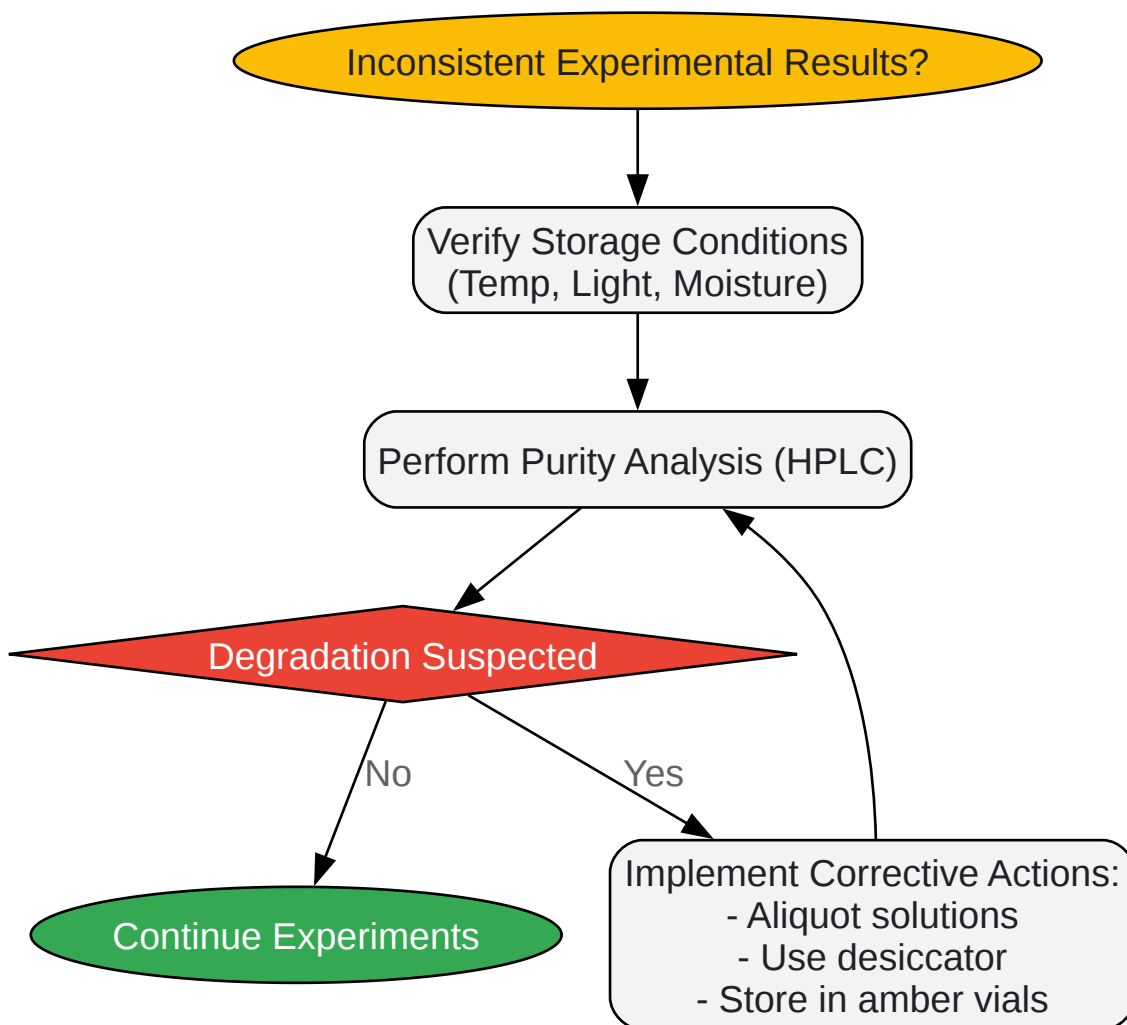 Inconsistent Experimental Results?
Verify Storage Conditions
(Temp, Light, Moisture)
Perform Purity Analysis (HPLC)
Degradation Suspected
No
Yes
Implement Corrective Actions:
- Aliquot solutions
- Use desiccator
- Store in amber vials
Continue Experiments